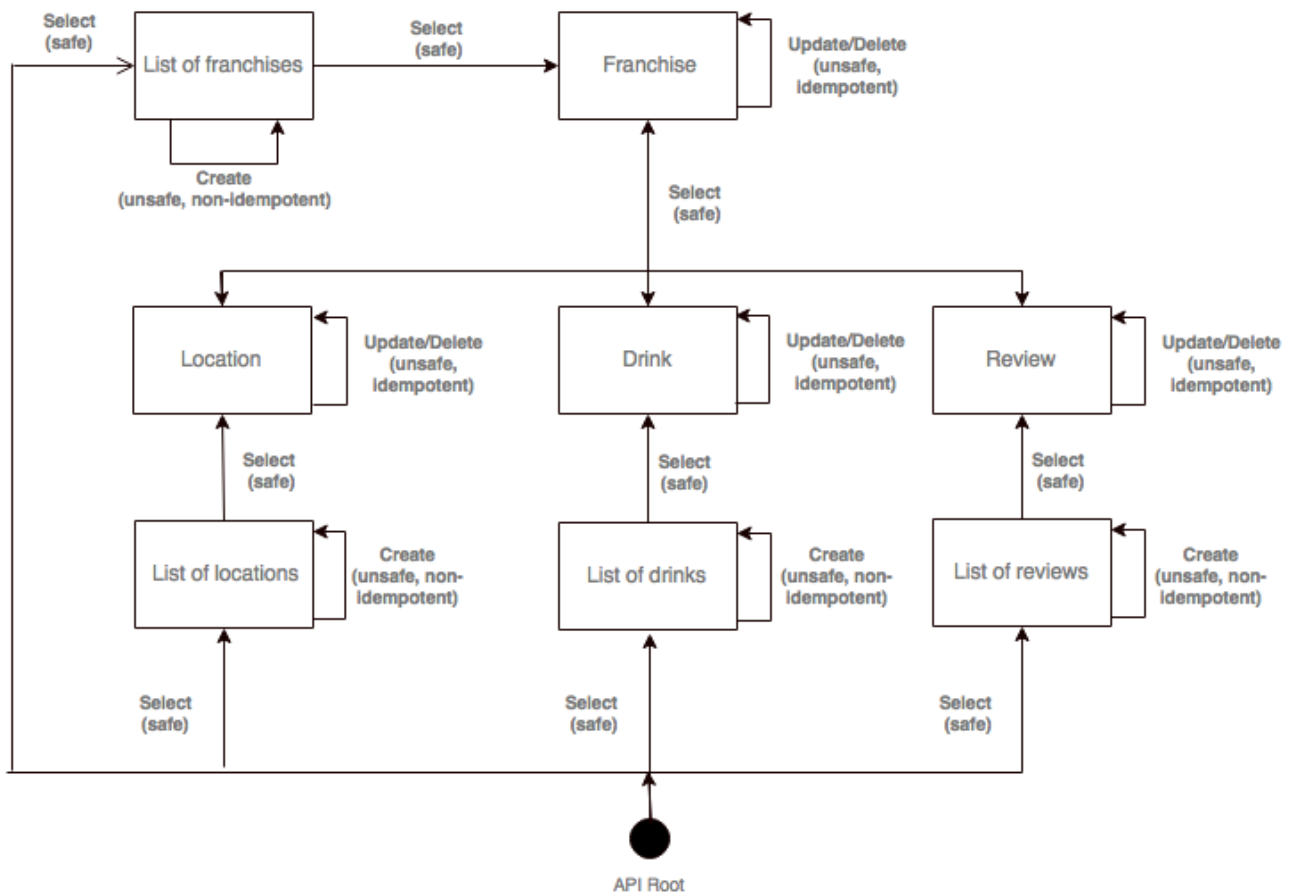 Select
(safe)
List of franchises
Select
(safe)
Franchise
Update/Delete
(unsafe,
idempotent)
Create
(unsafe, non-idempotent)
Select
(safe)
Location
Update/Delete
(unsafe,
idempotent)
Drink
Update/Delete
(unsafe,
idempotent)
Review
Update/Delete
(unsafe,
idempotent)
Select
(safe)
Select
(safe)
Select
(safe)
List of locations
Create
(unsafe, non-
idempotent)
List of drinks
Create
(unsafe, non-
idempotent)
List of reviews
Create
(unsafe, non-
idempotent)
Select
(safe)
Select
(safe)
Select
(safe)
API Root